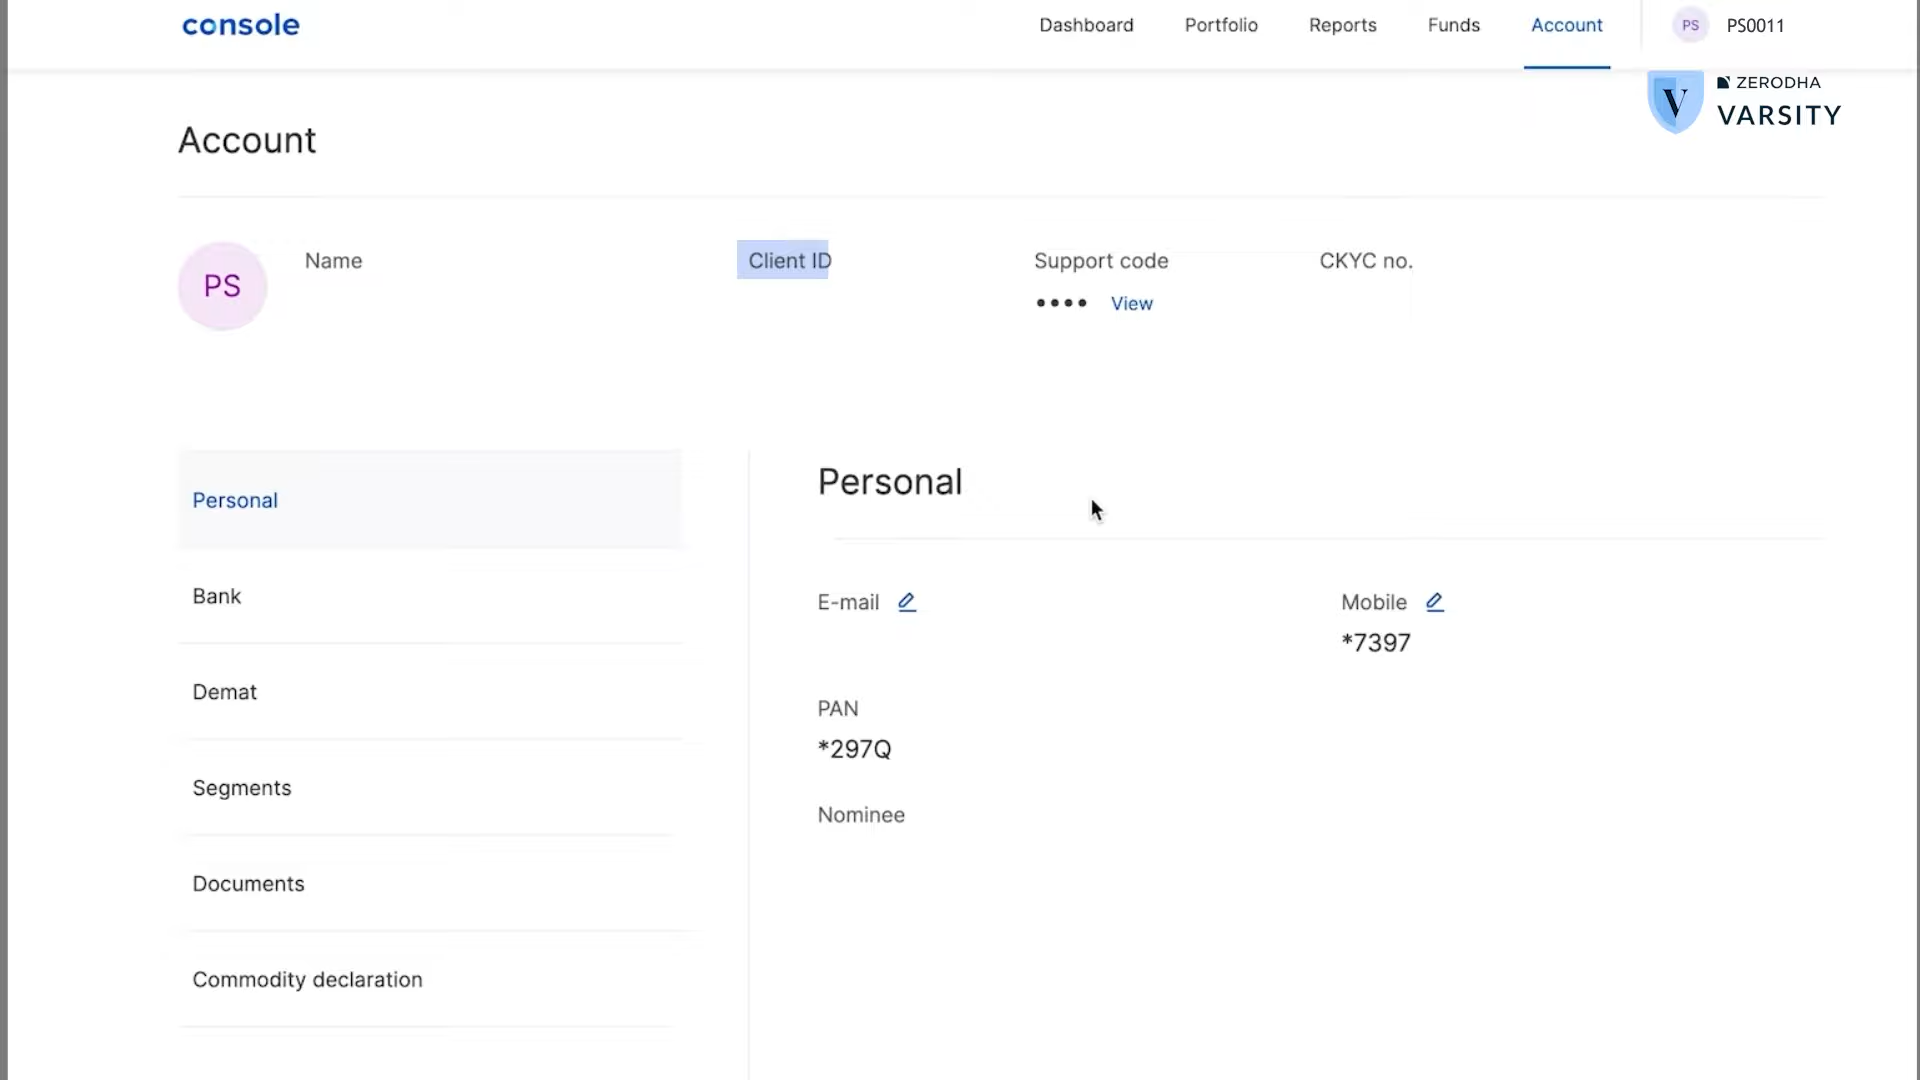 console
Dashboard Portfolio Reports Funds Account PS PS0011
ZERODHA
V VARSITY
Account
PS Name Client ID Support code CKYC no.
•••• View
Personal
Bank
Demat
Segments
Documents
Commodity declaration
Personal
E-mail Mobile
*7397
PAN
*297Q
Nominee